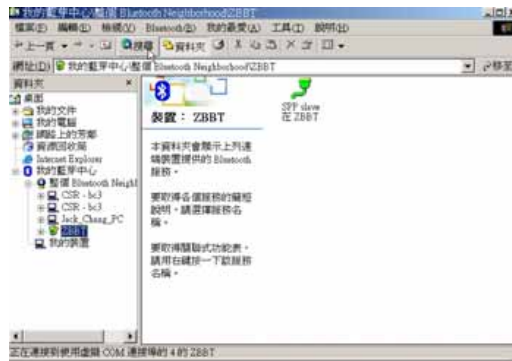 我的藍芽中心\整個 Bluetooth Neighborhood\ZBBT
檔案(F) 編輯(E) 檢視(V) Bluetooth(B) 我的最愛(A) 工具(T) 說明(H)
上一頁 搜尋 資料夾
網址(D) 我的藍芽中心\整個 Bluetooth Neighborhood\ZBBT 移至
資料夾
桌面
我的文件
我的電腦
網路上的芳鄰
資源回收筒
Internet Explorer
我的藍芽中心
整個 Bluetooth Neighb
CSR - bc3
CSR - bc3
Jack_Chang_PC
ZBBT
我的裝置
裝置： ZBBT
本資料夾會顯示上列遠
端裝置提供的 Bluetooth
服務。
要取得各個服務的簡短
說明，請選擇服務名
稱。
要取得關聯式功能表，
請用右鍵按一下該服務
名稱。
SPP slave
在 ZBBT
正在連接到使用虛擬 COM 連接埠的 4 的 ZBBT